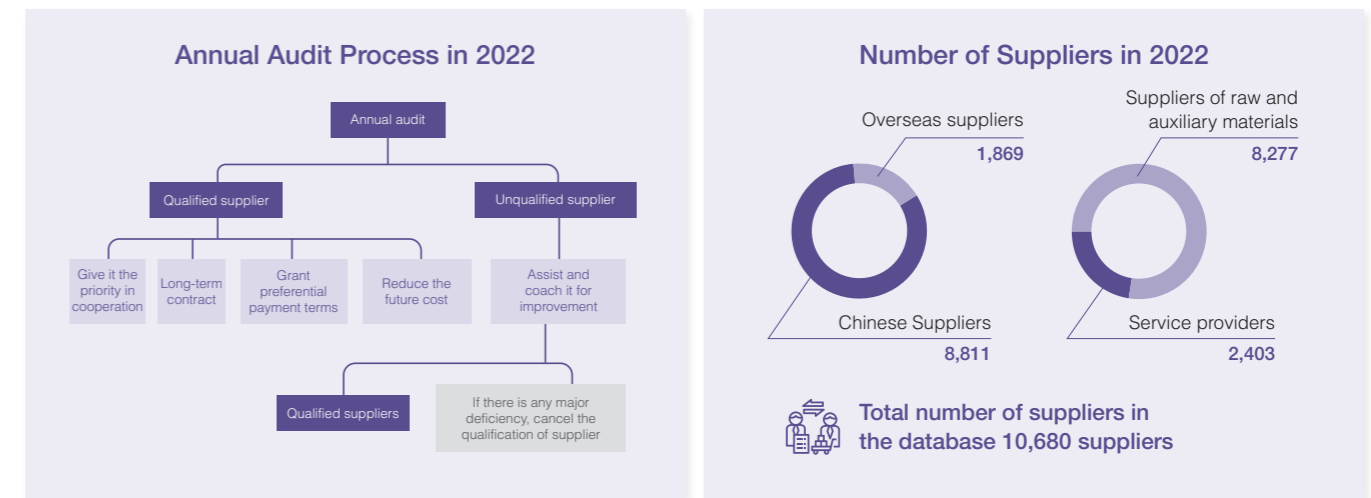 Annual Audit Process in 2022
Annual audit
Qualified supplier
Unqualified supplier
Give it the
priority in
cooperation
Long-term
contract
Grant
preferential
payment terms
Reduce the
future cost
Assist and
coach it for
improvement
Qualified suppliers
If there is any major
deficiency, cancel the
qualification of supplier
Number of Suppliers in 2022
Overseas suppliers
1,869
Suppliers of raw and
auxiliary materials
8,277
Chinese Suppliers
8,811
Service providers
2,403
Total number of suppliers in
the database 10,680 suppliers